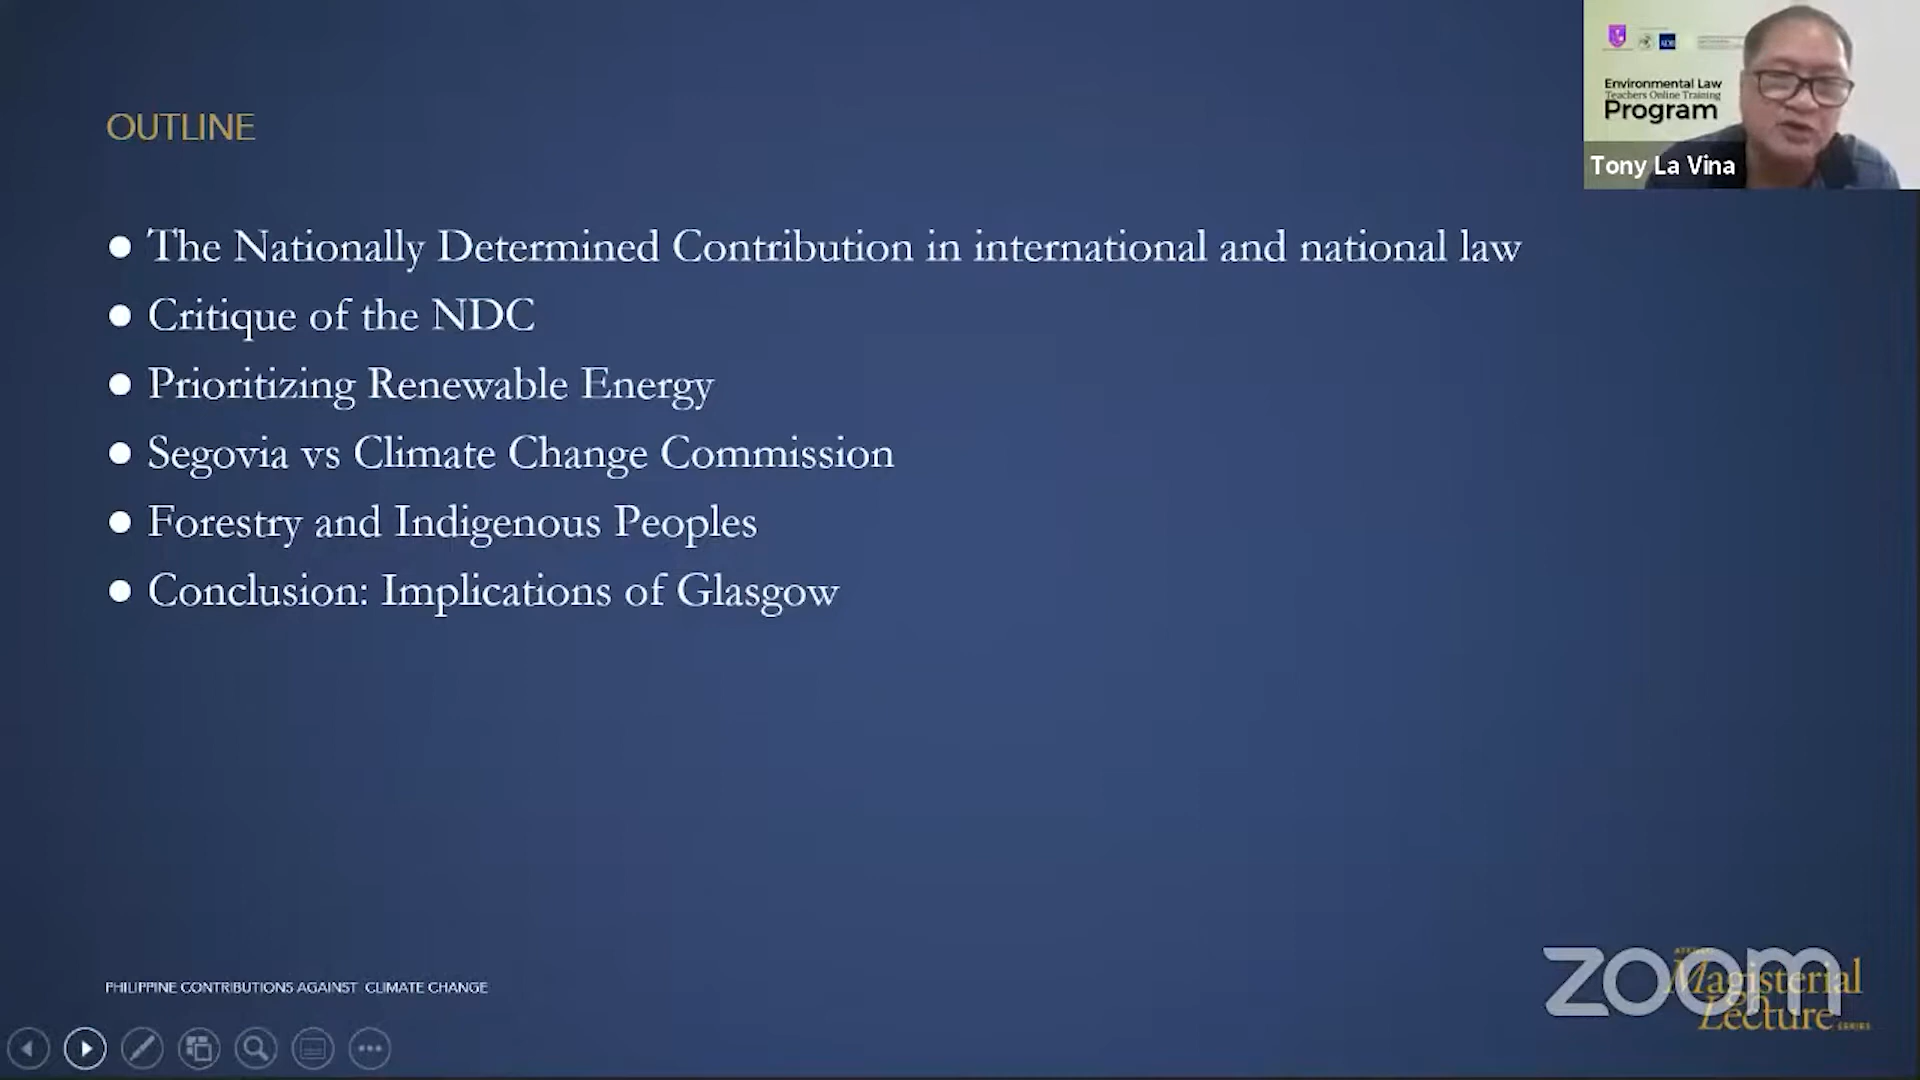 OUTLINE
● The Nationally Determined Contribution in international and national law
● Critique of the NDC
● Prioritizing Renewable Energy
● Segovia vs Climate Change Commission
● Forestry and Indigenous Peoples
● Conclusion: Implications of Glasgow
Environmental Law
Teachers Online Training
Program
Tony La Vina
PHILIPPINE CONTRIBUTIONS AGAINST CLIMATE CHANGE
zoom
Magisterial
Lecture SERIES